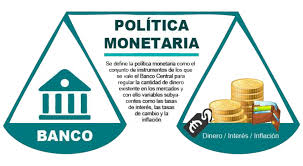 POLÍTICA
MONETARIA
Se define la política monetaria como el
conjunto de instrumentos de los que
se vale el Banco Central para
regular la cantidad de dinero
existente en los mercados y
con ello variables subya-
centes como las tasas
de interés, las tasas
de cambio y la
inflación
BANCO
Dinero / Interés / Inflación